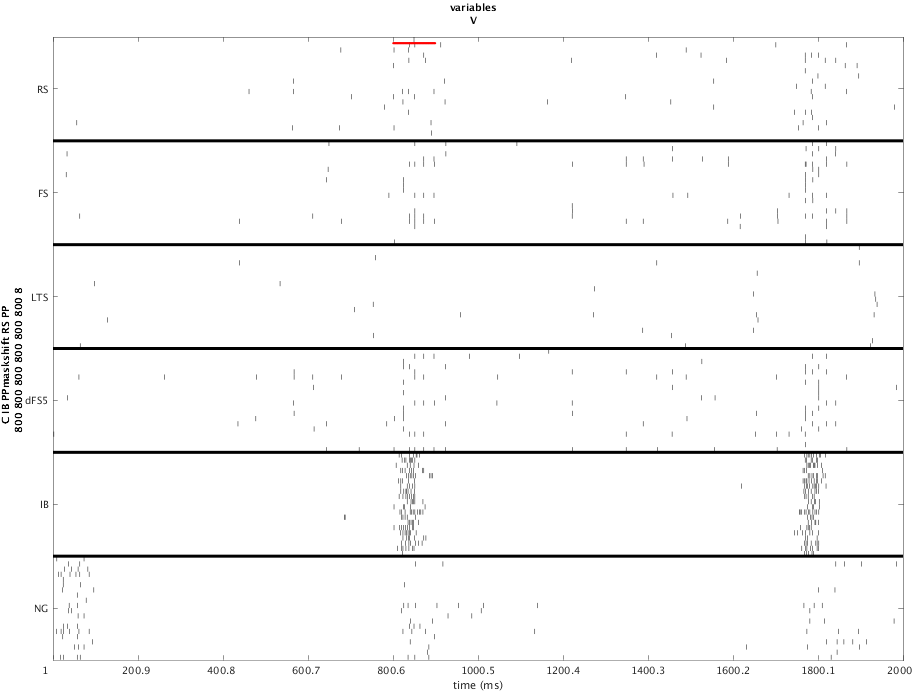 variables
V
RS
FS
LTS
dFS5
IB
NG
C IB PPmaskshift RS PP
800 800 800 800 800 800 8
1
200.9
400.8
600.7
800.6
1000.5
1200.4
1400.3
1600.2
1800.1
2000
time (ms)